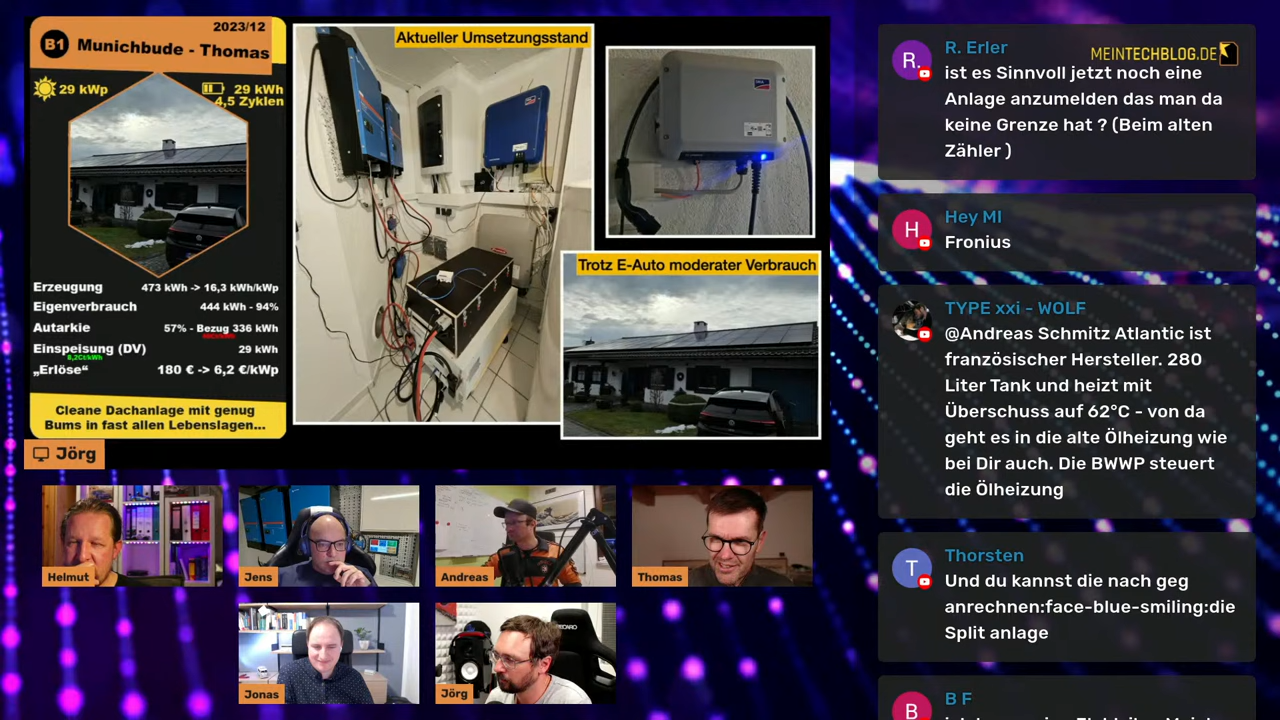 2023/12
B1
Munichbude - Thomas
29 kWp
29 kWh
4,5 Zyklen
Erzeugung 473 kWh -> 16,3 kWh/kWp
Eigenverbrauch 444 kWh - 94%
Autarkie 57% - Bezug 336 kWh
Einspeisung (DV) 29 kWh
8,2Ct/kWh
„Erlöse“ 180 € -> 6,2 €/kWp
Cleane Dachanlage mit genug
Bums in fast allen Lebenslagen...
Aktueller Umsetzungsstand
Trotz E-Auto moderater Verbrauch
Jörg
Helmut
Jens
Andreas
Thomas
Jonas
Jörg
MEINTECHBLOG.DE
R.
R. Erler
ist es Sinnvoll jetzt noch eine
Anlage anzumelden das man da
keine Grenze hat ? (Beim alten
Zähler )
H
Hey MI
Fronius
TYPE xxi - WOLF
@Andreas Schmitz Atlantic ist
französischer Hersteller. 280
Liter Tank und heizt mit
Überschuss auf 62°C - von da
geht es in die alte Ölheizung wie
bei Dir auch. Die BWWP steuert
die Ölheizung
T
Thorsten
Und du kannst die nach geg
anrechnen:face-blue-smiling:die
Split anlage
B
B F